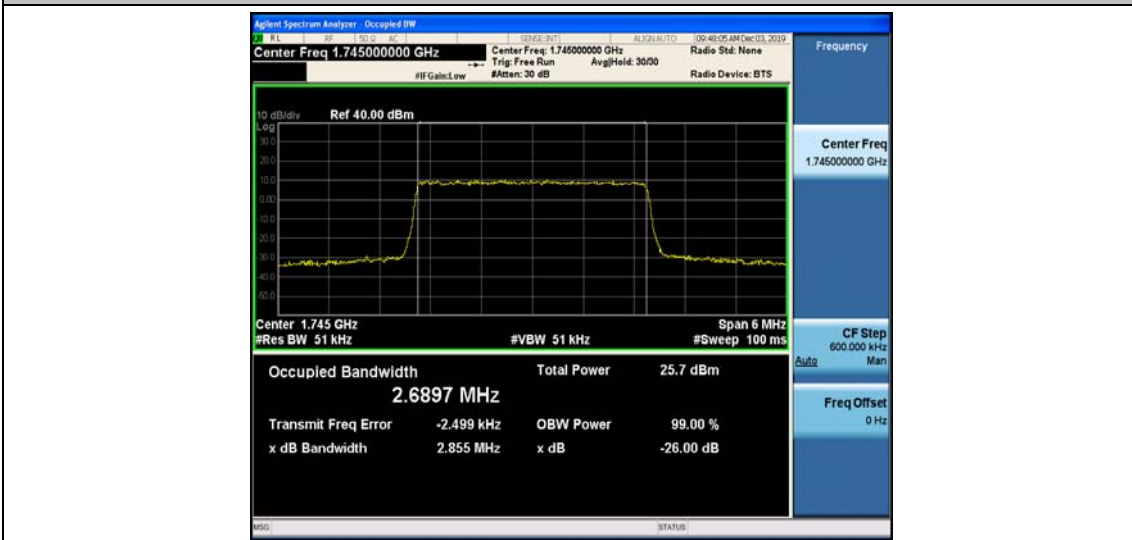 Agilent Spectrum Analyzer - Occupied BW
RL RF 50 Ω AC SENSE:INT ALIGN AUTO 09:48:05 AM Dec 03, 2019
Center Freq 1.745000000 GHz
Center Freq: 1.745000000 GHz Radio Std: None
Trig: Free Run Avg|Hold: 30/30
#IFGain:Low #Atten: 30 dB Radio Device: BTS
Frequency
10 dB/div Ref 40.00 dBm
Log
30.0
20.0
10.0
0.00
-10.0
-20.0
-30.0
-40.0
-50.0
Center 1.745 GHz Span 6 MHz
#Res BW 51 kHz #VBW 51 kHz #Sweep 100 ms
Occupied Bandwidth Total Power 25.7 dBm
2.6897 MHz
Transmit Freq Error -2.499 kHz OBW Power 99.00 %
x dB Bandwidth 2.855 MHz x dB -26.00 dB
Center Freq
1.745000000 GHz
CF Step
600.000 kHz
Auto Man
Freq Offset
0 Hz
MSG STATUS